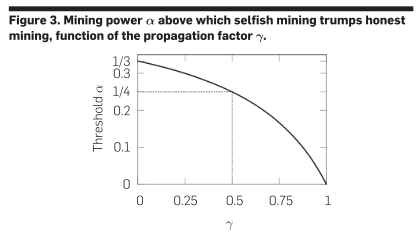 Figure 3. Mining power α above which selfish mining trumps honest
mining, function of the propagation factor γ.
1/3
0.3
1/4
0.2
0.1
0
Threshold α
0 0.25 0.5 0.75 1
γ